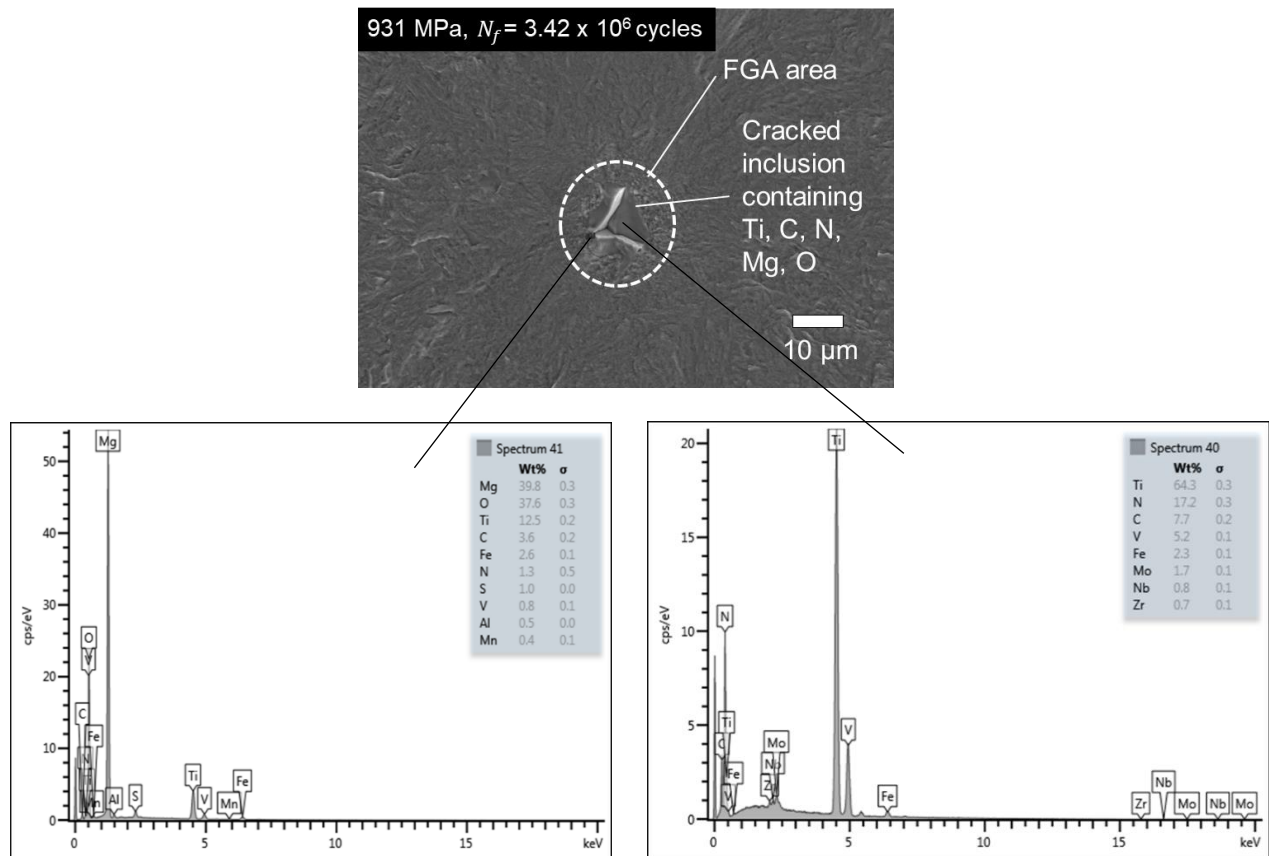 931 MPa, N_f = 3.42 x 10⁶ cycles
FGA area
Cracked
inclusion
containing
Ti, C, N,
Mg, O
10 µm
Spectrum 41
Wt% σ
Mg 39.8 0.3
O 37.6 0.3
Ti 12.5 0.2
C 3.6 0.2
Fe 2.6 0.1
N 1.3 0.5
S 1.0 0.0
V 0.8 0.1
Al 0.5 0.0
Mn 0.4 0.1
cps/eV
50
40
30
20
10
0
Mg
O
V
C
Fe
N
Al
S
Ti
V
Mn
Fe
0 5 10 15 keV
Spectrum 40
Wt% σ
Ti 64.3 0.3
N 17.2 0.3
C 7.7 0.2
V 5.2 0.1
Fe 2.3 0.1
Mo 1.7 0.1
Nb 0.8 0.1
Zr 0.7 0.1
cps/eV
20
15
10
5
0
Ti
N
Ti
C
Fe
V
Mo
V
Fe
Zr
Nb
Mo
Nb
Mo
0 5 10 15 keV